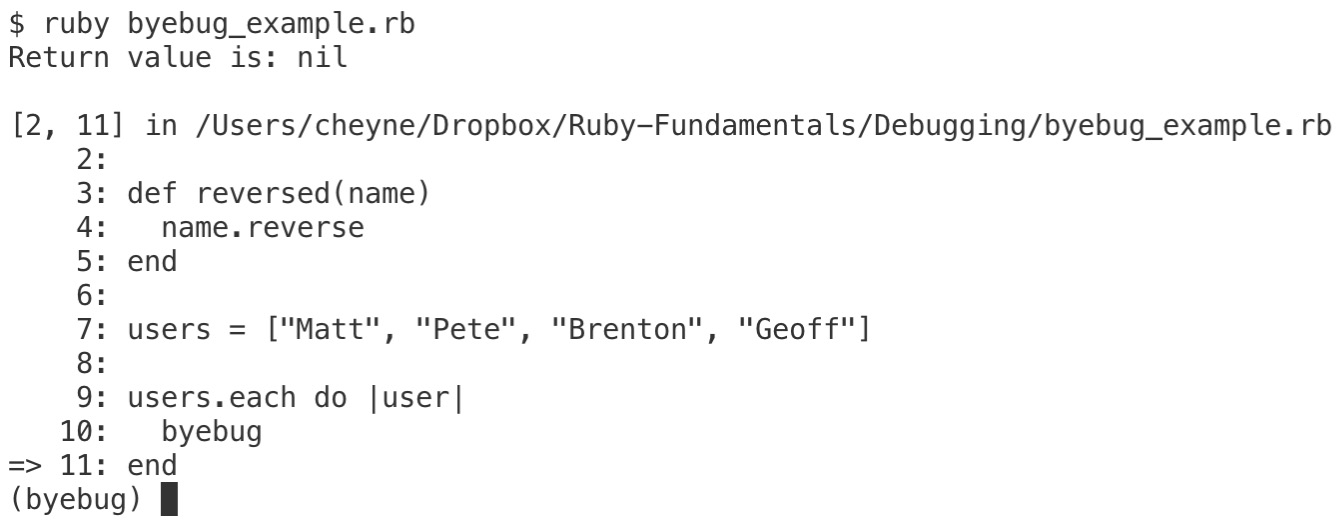 $ ruby byebug_example.rb
Return value is: nil
[2, 11] in /Users/cheyne/Dropbox/Ruby-Fundamentals/Debugging/byebug_example.rb
    2:
    3: def reversed(name)
    4:   name.reverse
    5: end
    6:
    7: users = ["Matt", "Pete", "Brenton", "Geoff"]
    8:
    9: users.each do |user|
   10:   byebug
=> 11: end
(byebug)